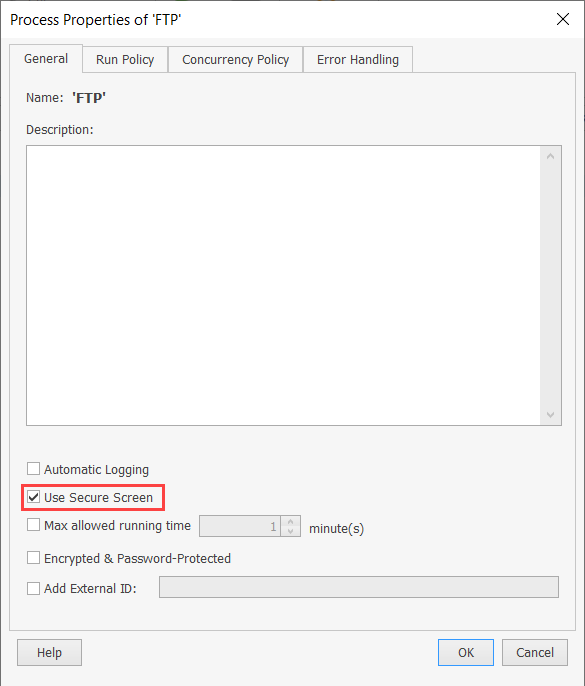 Process Properties of 'FTP'
General Run Policy Concurrency Policy Error Handling
Name: 'FTP'
Description:
Automatic Logging
Use Secure Screen
Max allowed running time 1 minute(s)
Encrypted & Password-Protected
Add External ID:
Help OK Cancel